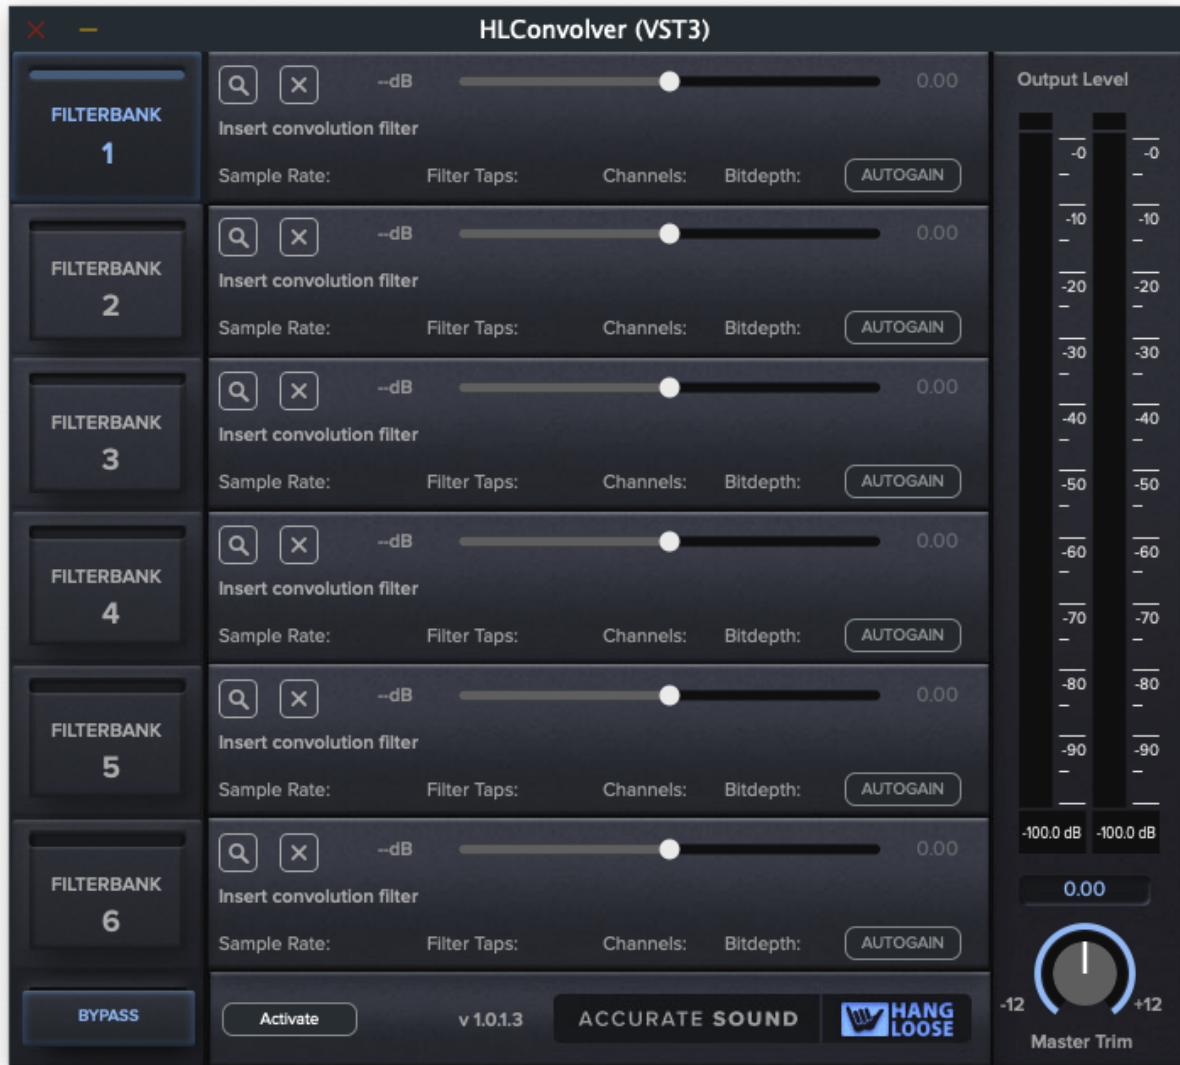 HLConvolver (VST3)
FILTERBANK
1
--dB
0.00
Insert convolution filter
Sample Rate: Filter Taps: Channels: Bitdepth: AUTOGAIN
FILTERBANK
2
--dB
0.00
Insert convolution filter
Sample Rate: Filter Taps: Channels: Bitdepth: AUTOGAIN
FILTERBANK
3
--dB
0.00
Insert convolution filter
Sample Rate: Filter Taps: Channels: Bitdepth: AUTOGAIN
FILTERBANK
4
--dB
0.00
Insert convolution filter
Sample Rate: Filter Taps: Channels: Bitdepth: AUTOGAIN
FILTERBANK
5
--dB
0.00
Insert convolution filter
Sample Rate: Filter Taps: Channels: Bitdepth: AUTOGAIN
FILTERBANK
6
--dB
0.00
Insert convolution filter
Sample Rate: Filter Taps: Channels: Bitdepth: AUTOGAIN
BYPASS
Activate
v 1.0.1.3
ACCURATE SOUND
HANG
LOOSE
Output Level
-0 -0
-10 -10
-20 -20
-30 -30
-40 -40
-50 -50
-60 -60
-70 -70
-80 -80
-90 -90
-100.0 dB -100.0 dB
0.00
-12 +12
Master Trim